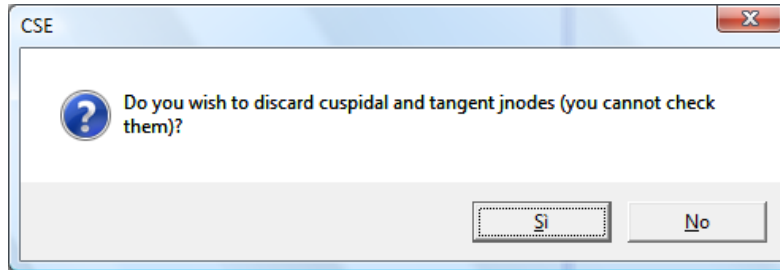 CSE
Do you wish to discard cuspidal and tangent jnodes (you cannot check
them)?
Sì
No